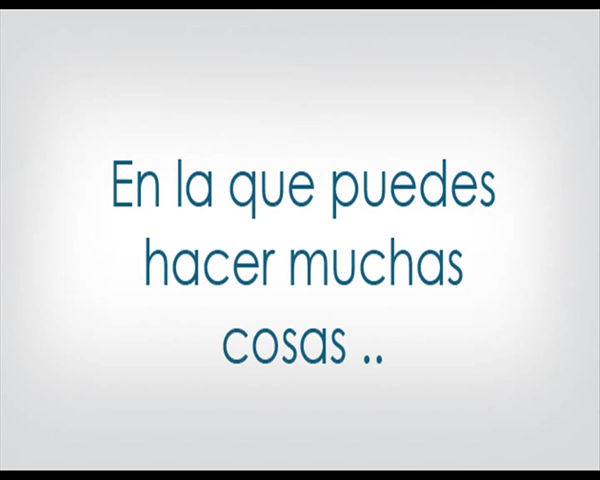 En la que puedes
hacer muchas
cosas ..